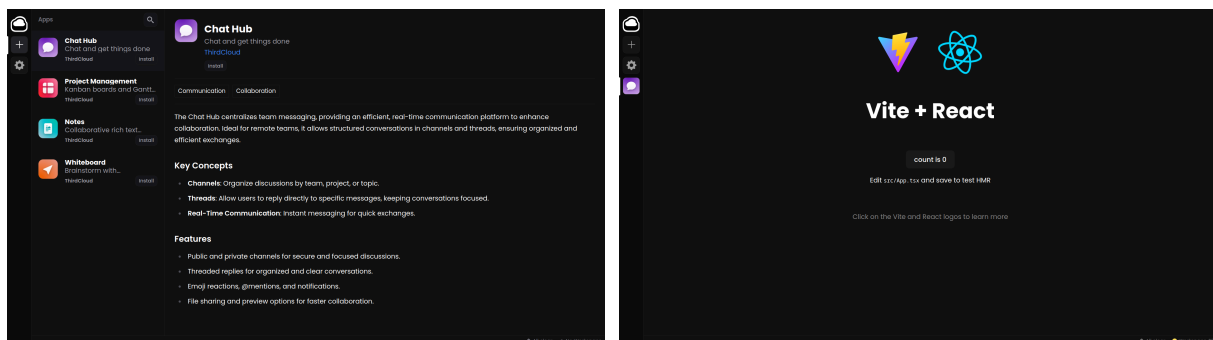 Apps
Chat Hub
Chat and get things done
ThirdCloud
Install
Project Management
Kanban boards and Gantt...
ThirdCloud
Install
Notes
Collaborative rich text...
ThirdCloud
Install
Whiteboard
Brainstorm with...
ThirdCloud
Install
Chat Hub
Chat and get things done
ThirdCloud
Install
Communication Collaboration
The Chat Hub centralizes team messaging, providing an efficient, real-time communication platform to enhance
collaboration. Ideal for remote teams, it allows structured conversations in channels and threads, ensuring organized and
efficient exchanges.
Key Concepts
Channels: Organize discussions by team, project, or topic.
Threads: Allow users to reply directly to specific messages, keeping conversations focused.
Real-Time Communication: Instant messaging for quick exchanges.
Features
Public and private channels for secure and focused discussions.
Threaded replies for organized and clear conversations.
Emoji reactions, @mentions, and notifications.
File sharing and preview options for faster collaboration.
Vite + React
count is 0
Edit src/App.tsx and save to test HMR
Click on the Vite and React logos to learn more